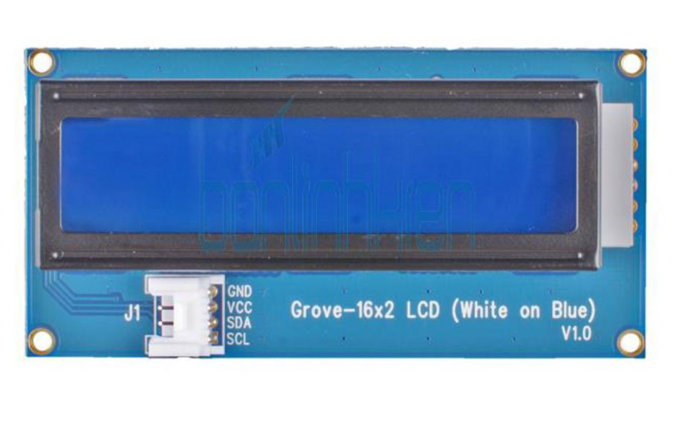 J1
GND
VCC
SDA
SCL
Grove-16x2 LCD (White on Blue)
V1.0